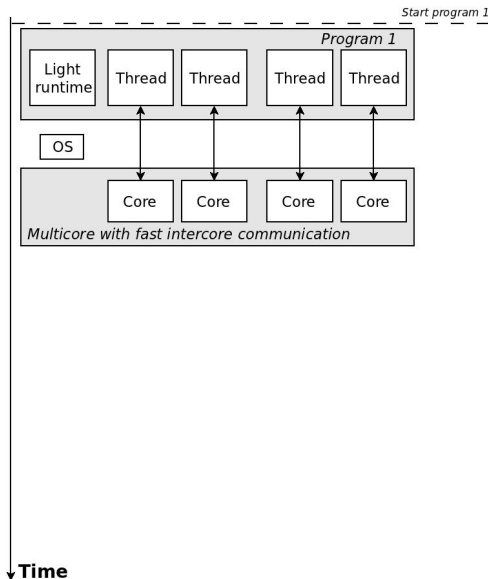 Start program 1
Program 1
Light
runtime
Thread
Thread
Thread
Thread
OS
Core
Core
Core
Core
Multicore with fast intercore communication
Time